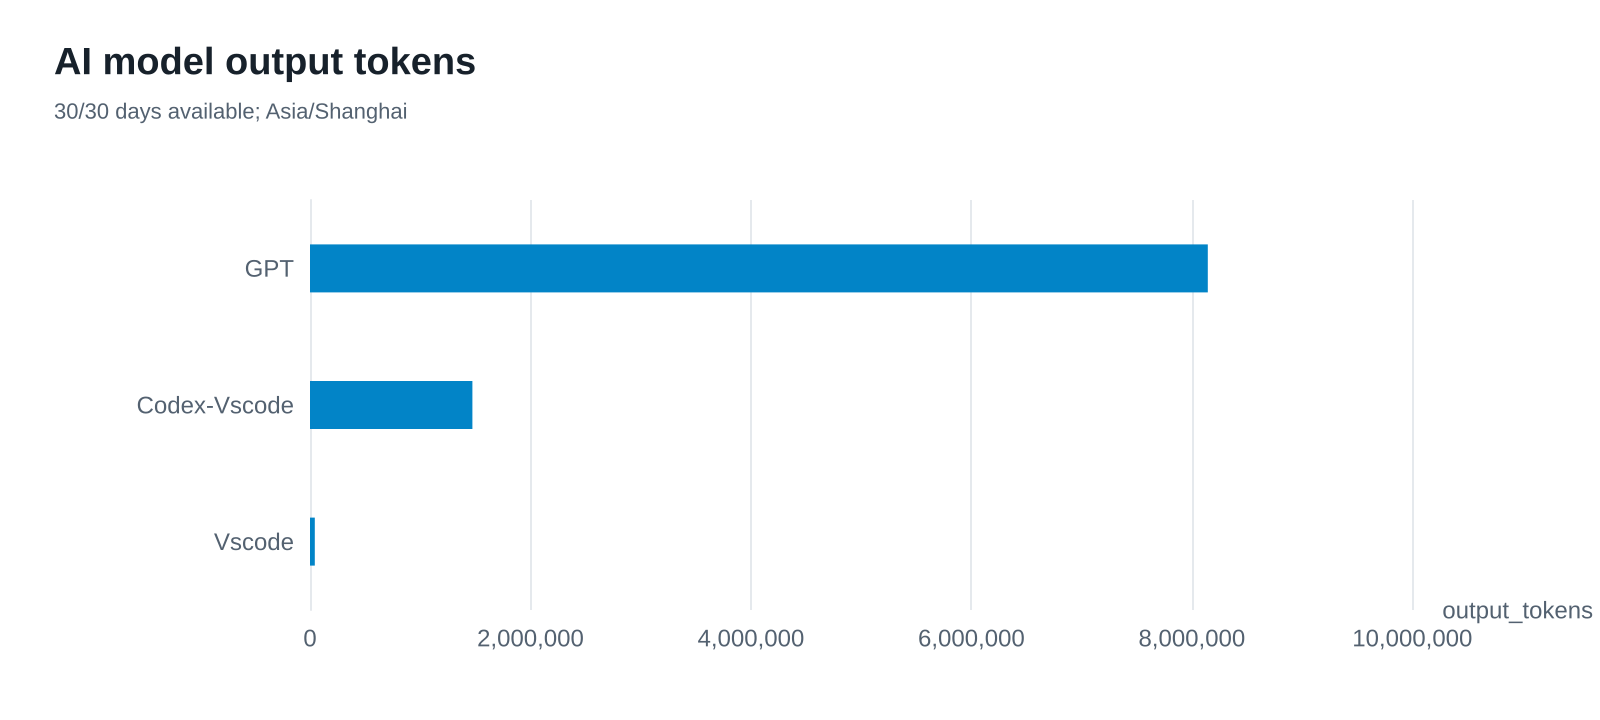 AI model output tokens
30/30 days available; Asia/Shanghai
GPT
Codex-Vscode
Vscode
output_tokens
0 2,000,000 4,000,000 6,000,000 8,000,000 10,000,000